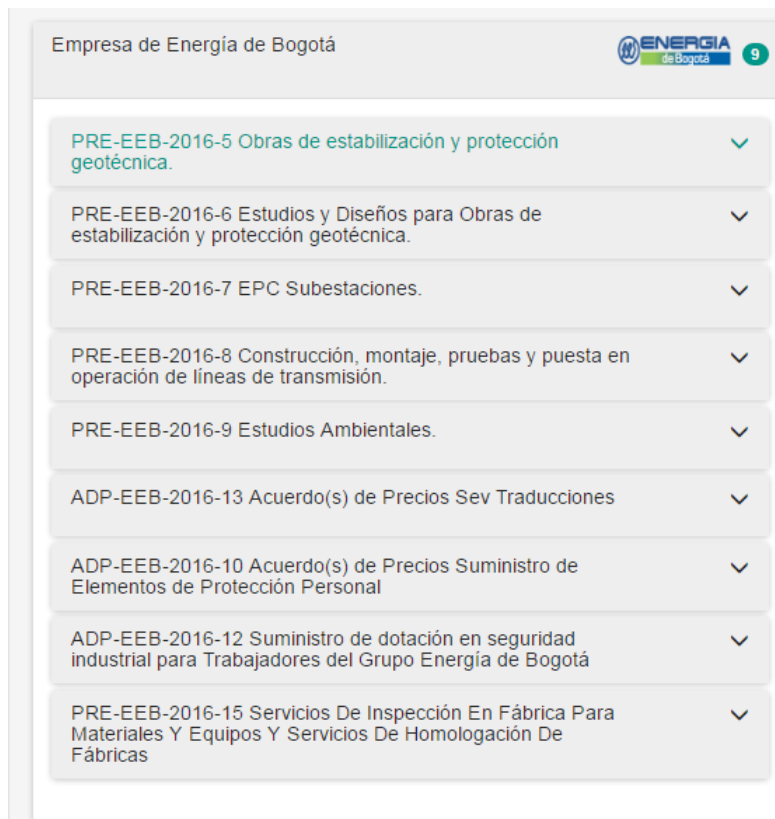 Empresa de Energía de Bogotá
ENERGIA
de Bogotá
9
PRE-EEB-2016-5 Obras de estabilización y protección
geotécnica.
PRE-EEB-2016-6 Estudios y Diseños para Obras de
estabilización y protección geotécnica.
PRE-EEB-2016-7 EPC Subestaciones.
PRE-EEB-2016-8 Construcción, montaje, pruebas y puesta en
operación de líneas de transmisión.
PRE-EEB-2016-9 Estudios Ambientales.
ADP-EEB-2016-13 Acuerdo(s) de Precios Sev Traducciones
ADP-EEB-2016-10 Acuerdo(s) de Precios Suministro de
Elementos de Protección Personal
ADP-EEB-2016-12 Suministro de dotación en seguridad
industrial para Trabajadores del Grupo Energía de Bogotá
PRE-EEB-2016-15 Servicios De Inspección En Fábrica Para
Materiales Y Equipos Y Servicios De Homologación De
Fábricas